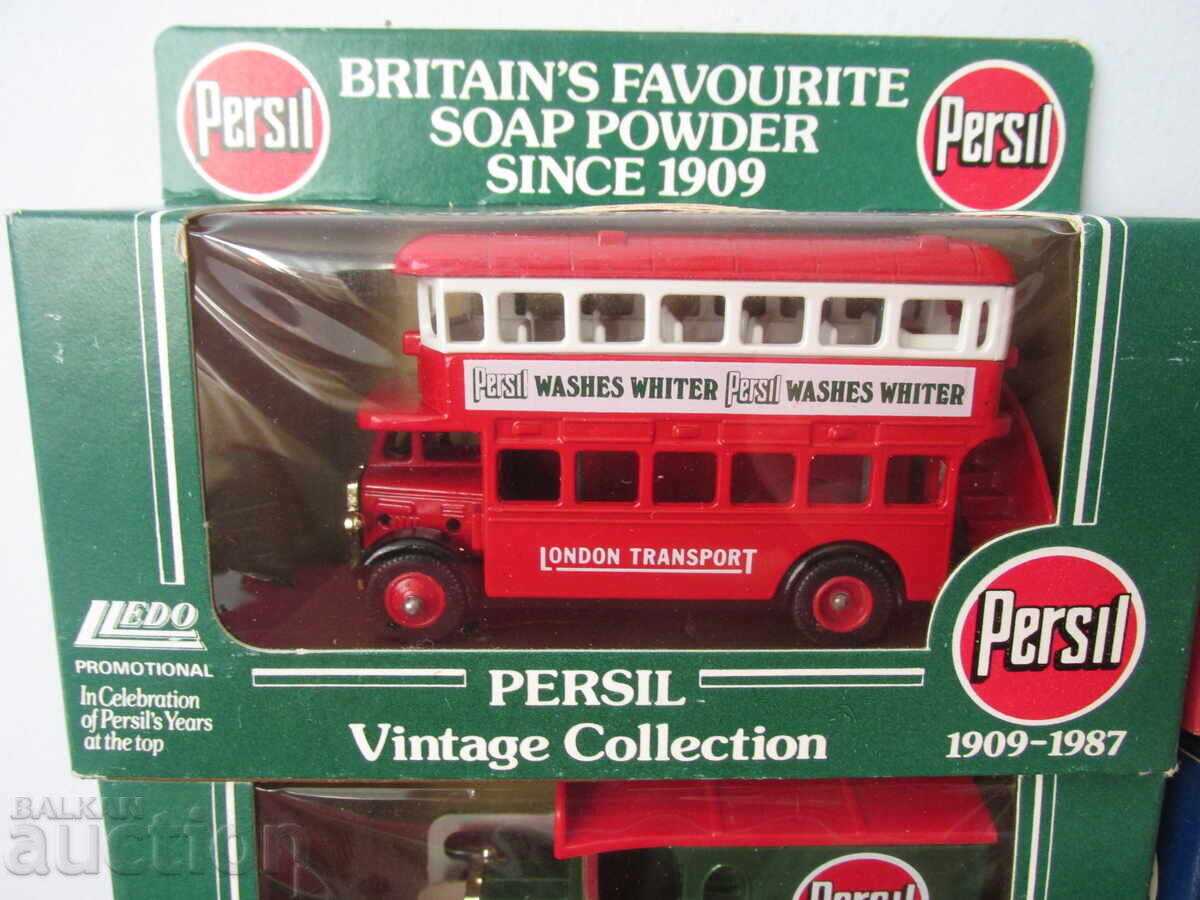 Persil
BRITAIN'S FAVOURITE
SOAP POWDER
SINCE 1909
Persil
Persil WASHES WHITER Persil WASHES WHITER
LONDON TRANSPORT
LLEDO
PROMOTIONAL
In Celebration
of Persil's Years
at the top
PERSIL
Vintage Collection
Persil
1909-1987
BALKAN
auction
Persil